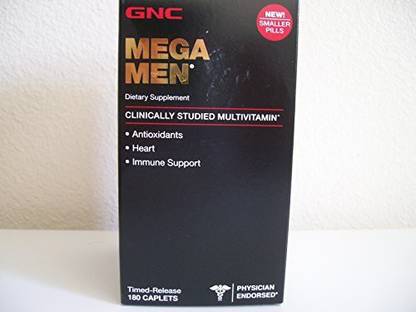 GNC
NEW!
SMALLER
PILLS
MEGA
MEN®
Dietary Supplement
CLINICALLY STUDIED MULTIVITAMIN*
• Antioxidants
• Heart
• Immune Support
Timed-Release
180 CAPLETS
PHYSICIAN
ENDORSED*